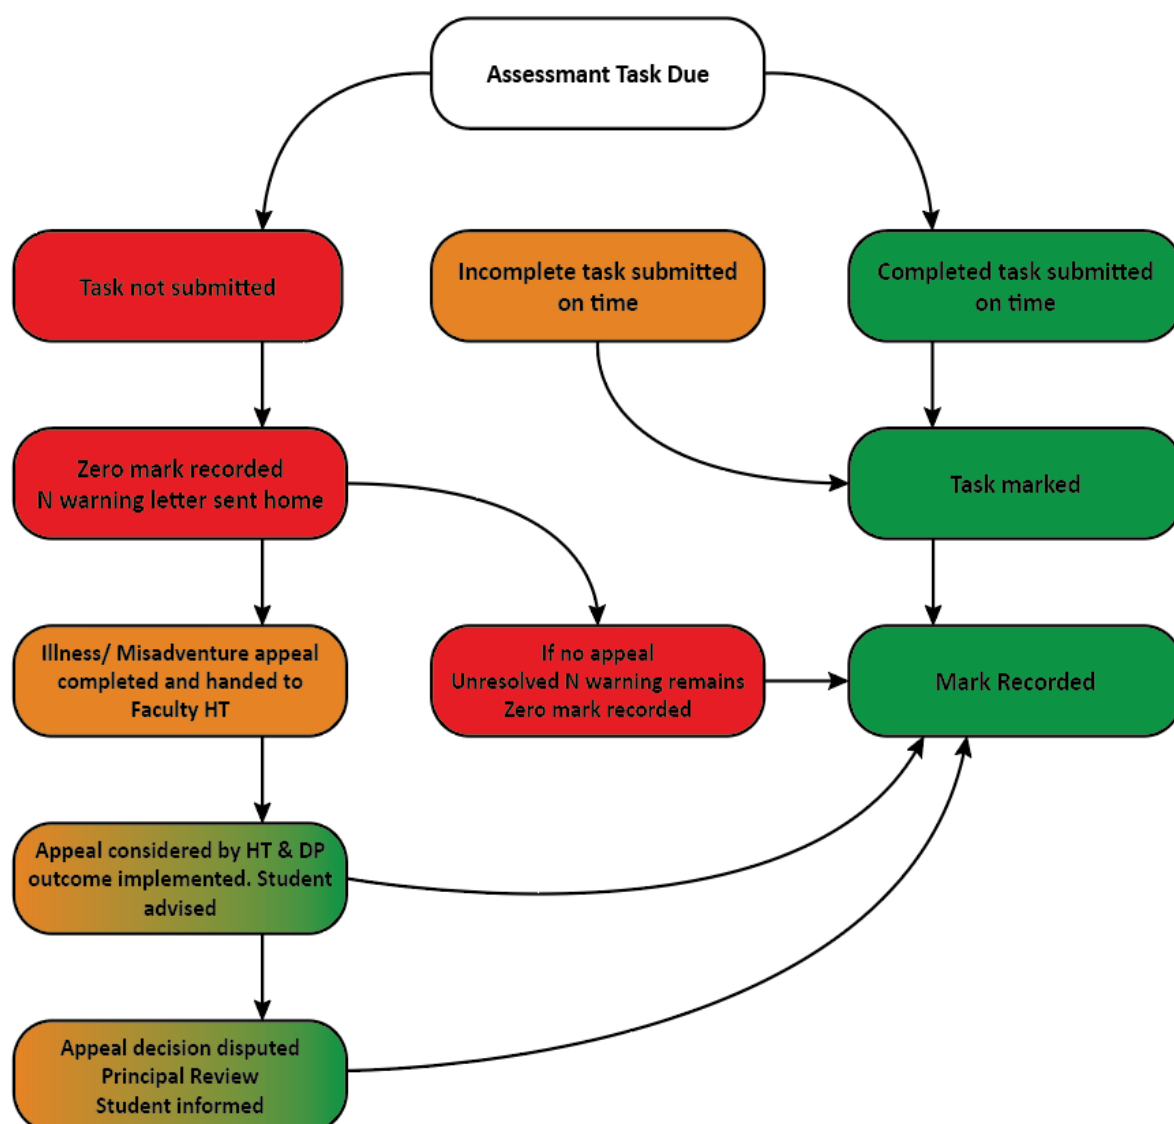 Assessmant Task Due
Task not submitted
Incomplete task submitted
on time
Completed task submitted
on time
Zero mark recorded
N warning letter sent home
Task marked
Illness/ Misadventure appeal
completed and handed to
Faculty HT
If no appeal
Unresolved N warning remains
Zero mark recorded
Mark Recorded
Appeal considered by HT & DP
outcome implemented. Student
advised
Appeal decision disputed
Principal Review
Student informed